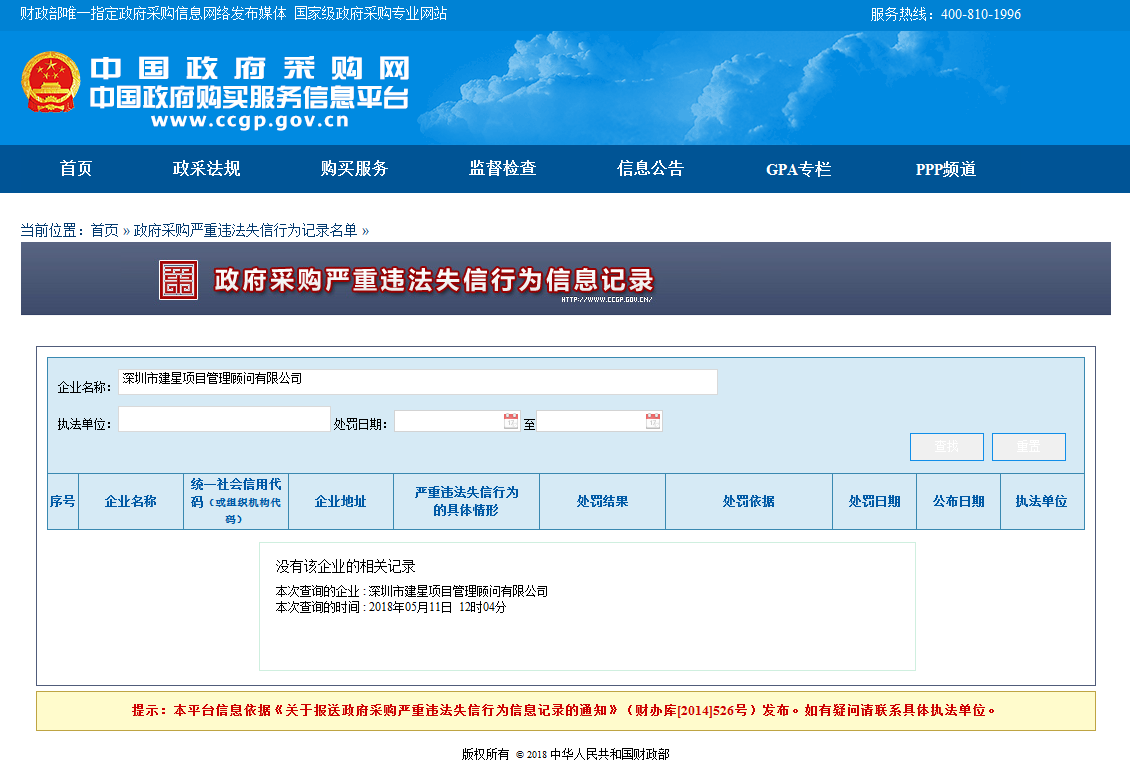 财政部唯一指定政府采购信息网络发布媒体 国家级政府采购专业网站
服务热线：400-810-1996
中国政府采购网
中国政府购买服务信息平台
www.ccgp.gov.cn
首页 政采法规 购买服务 监督检查 信息公告 GPA专栏 PPP频道
当前位置：首页 » 政府采购严重违法失信行为记录名单 »
政府采购严重违法失信行为信息记录
HTTP://WWW.CCGP.GOV.CN/
企业名称： 深圳市建星项目管理顾问有限公司
执法单位： 处罚日期： 至
查找 重置
序号 企业名称 统一社会信用代码（或组织机构代码） 企业地址 严重违法失信行为的具体情形 处罚结果 处罚依据 处罚日期 公布日期 执法单位
没有该企业的相关记录
本次查询的企业 : 深圳市建星项目管理顾问有限公司
本次查询的时间 : 2018年05月11日 12时04分
提示：本平台信息依据《关于报送政府采购严重违法失信行为信息记录的通知》（财办库[2014]526号）发布。如有疑问请联系具体执法单位。
版权所有 © 2018 中华人民共和国财政部